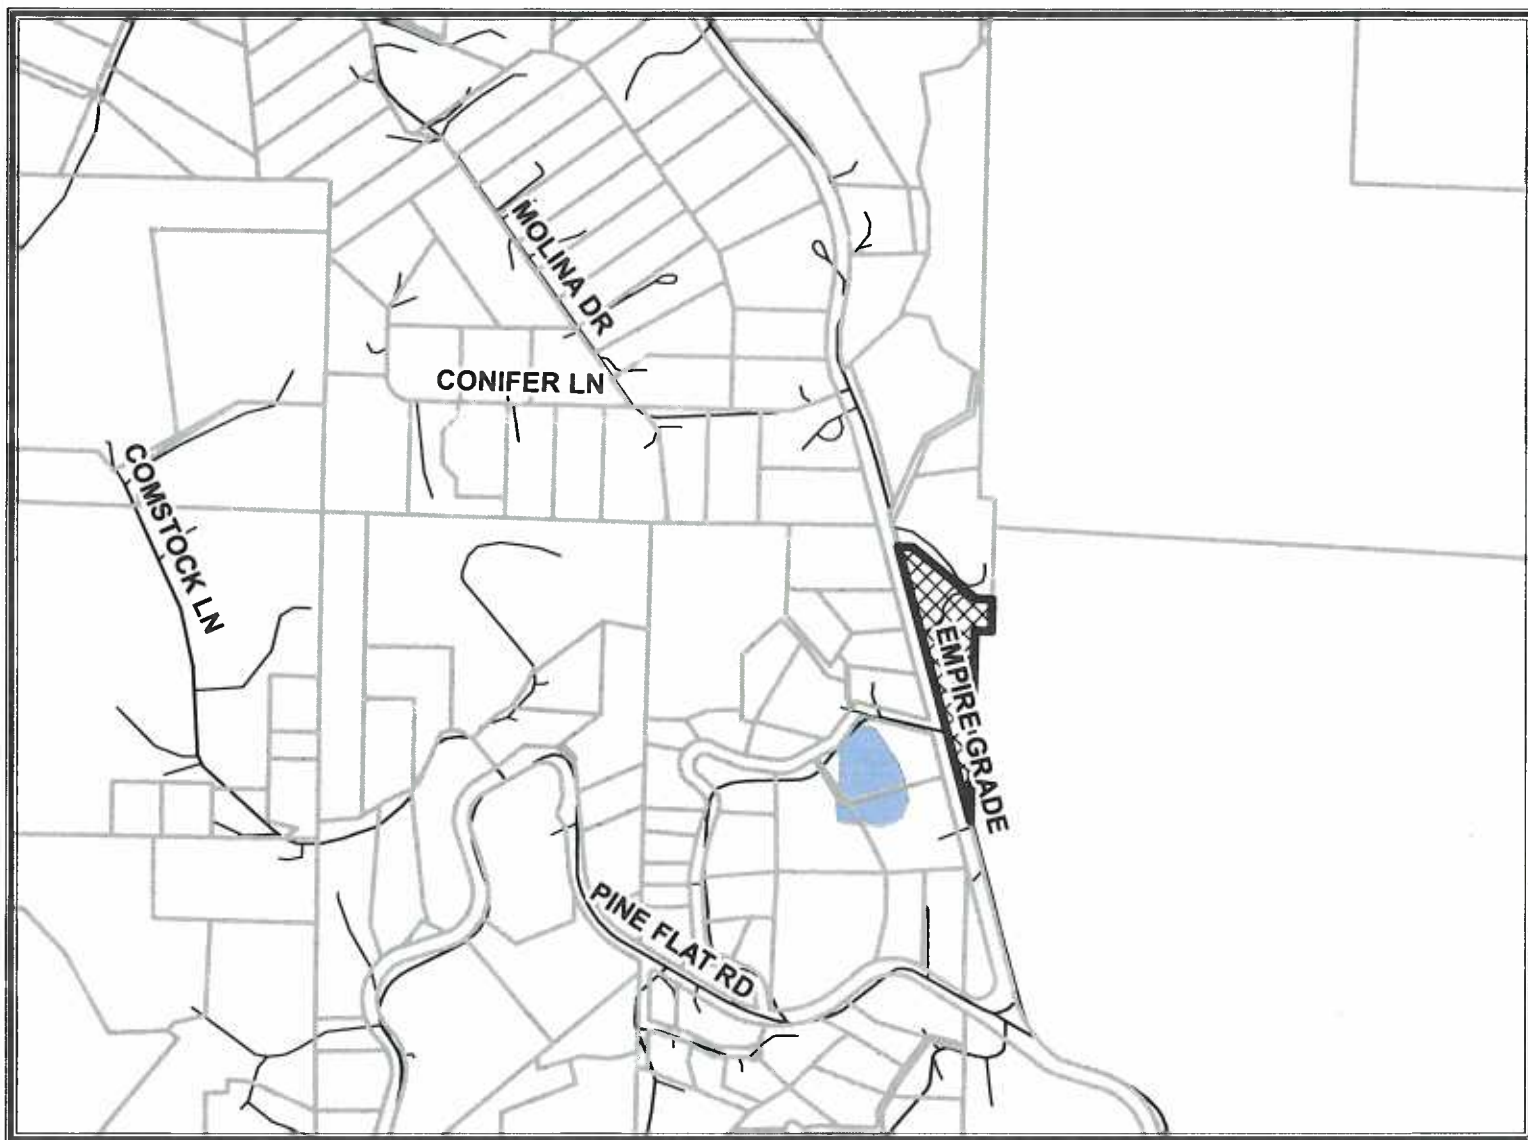 MOLINA DR
CONIFER LN
COMSTOCK LN
EMPIRE GRADE
PINE FLAT RD